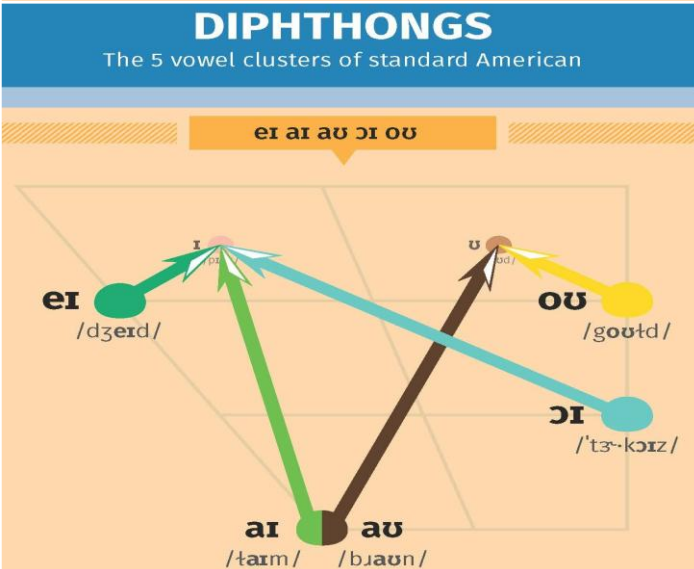 DIPHTHONGS
The 5 vowel clusters of standard American
eɪ aɪ aʊ ɔɪ oʊ
ɪ
ʊ
eɪ
/dʒeɪd/
oʊ
/goʊɫd/
ɔɪ
/ˈtɝ·kɔɪz/
aɪ
aʊ
/ɫaɪm/
/bɹaʊn/